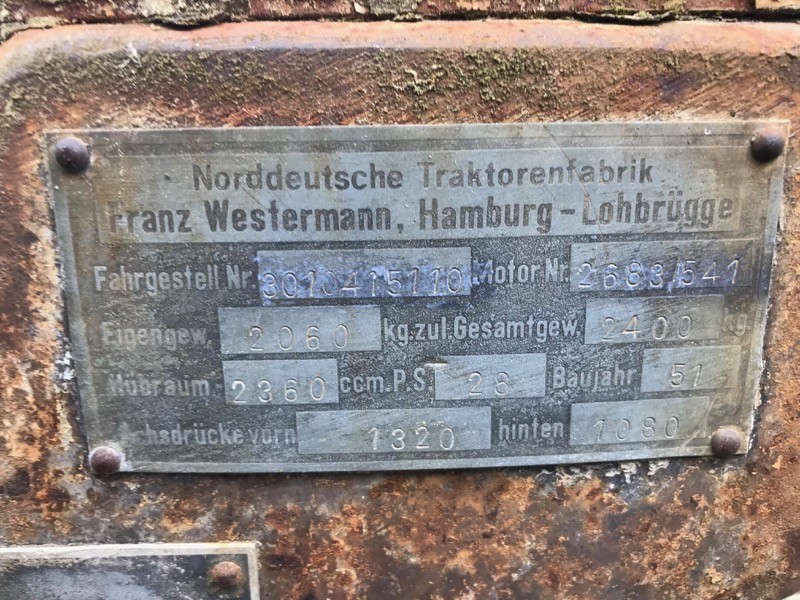 Norddeutsche Traktorenfabrik
Franz Westermann, Hamburg-Lohbrügge
Fahrgestell Nr. 3010415110 Motor Nr. 2683/541
Eigengew. 2060 kg.zul.Gesamtgew. 2400 kg
Hubraum 2360 ccm.P.S. 28 Baujahr 51
Achsdrücke vorn 1320 hinten 1080